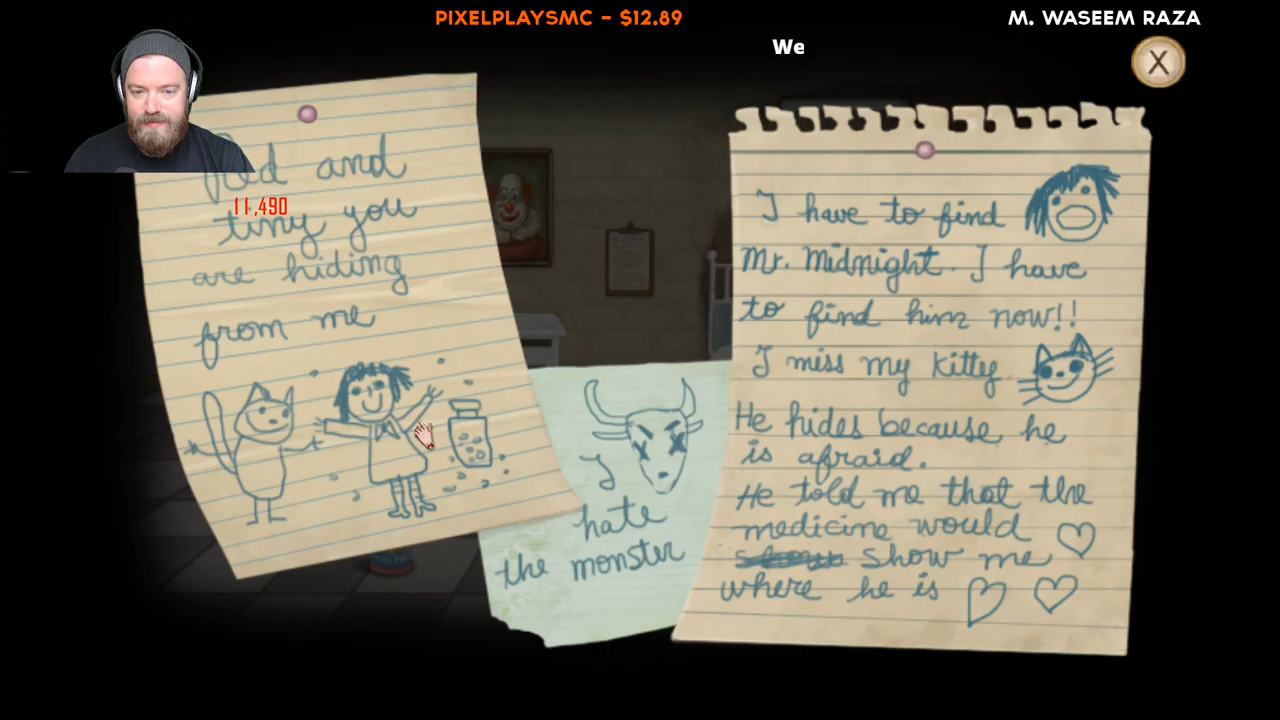 PIXELPLAYSMC - $12.89
M. WASEEM RAZA
We
X
11,490
Red and
tiny you
are hiding
from me
I
hate
the monster
I have to find
Mr. Midnight. I have
to find him now!!
I miss my Kitty
He hides because he
is afraid.
He told me that the
medicine would
show me
where he is